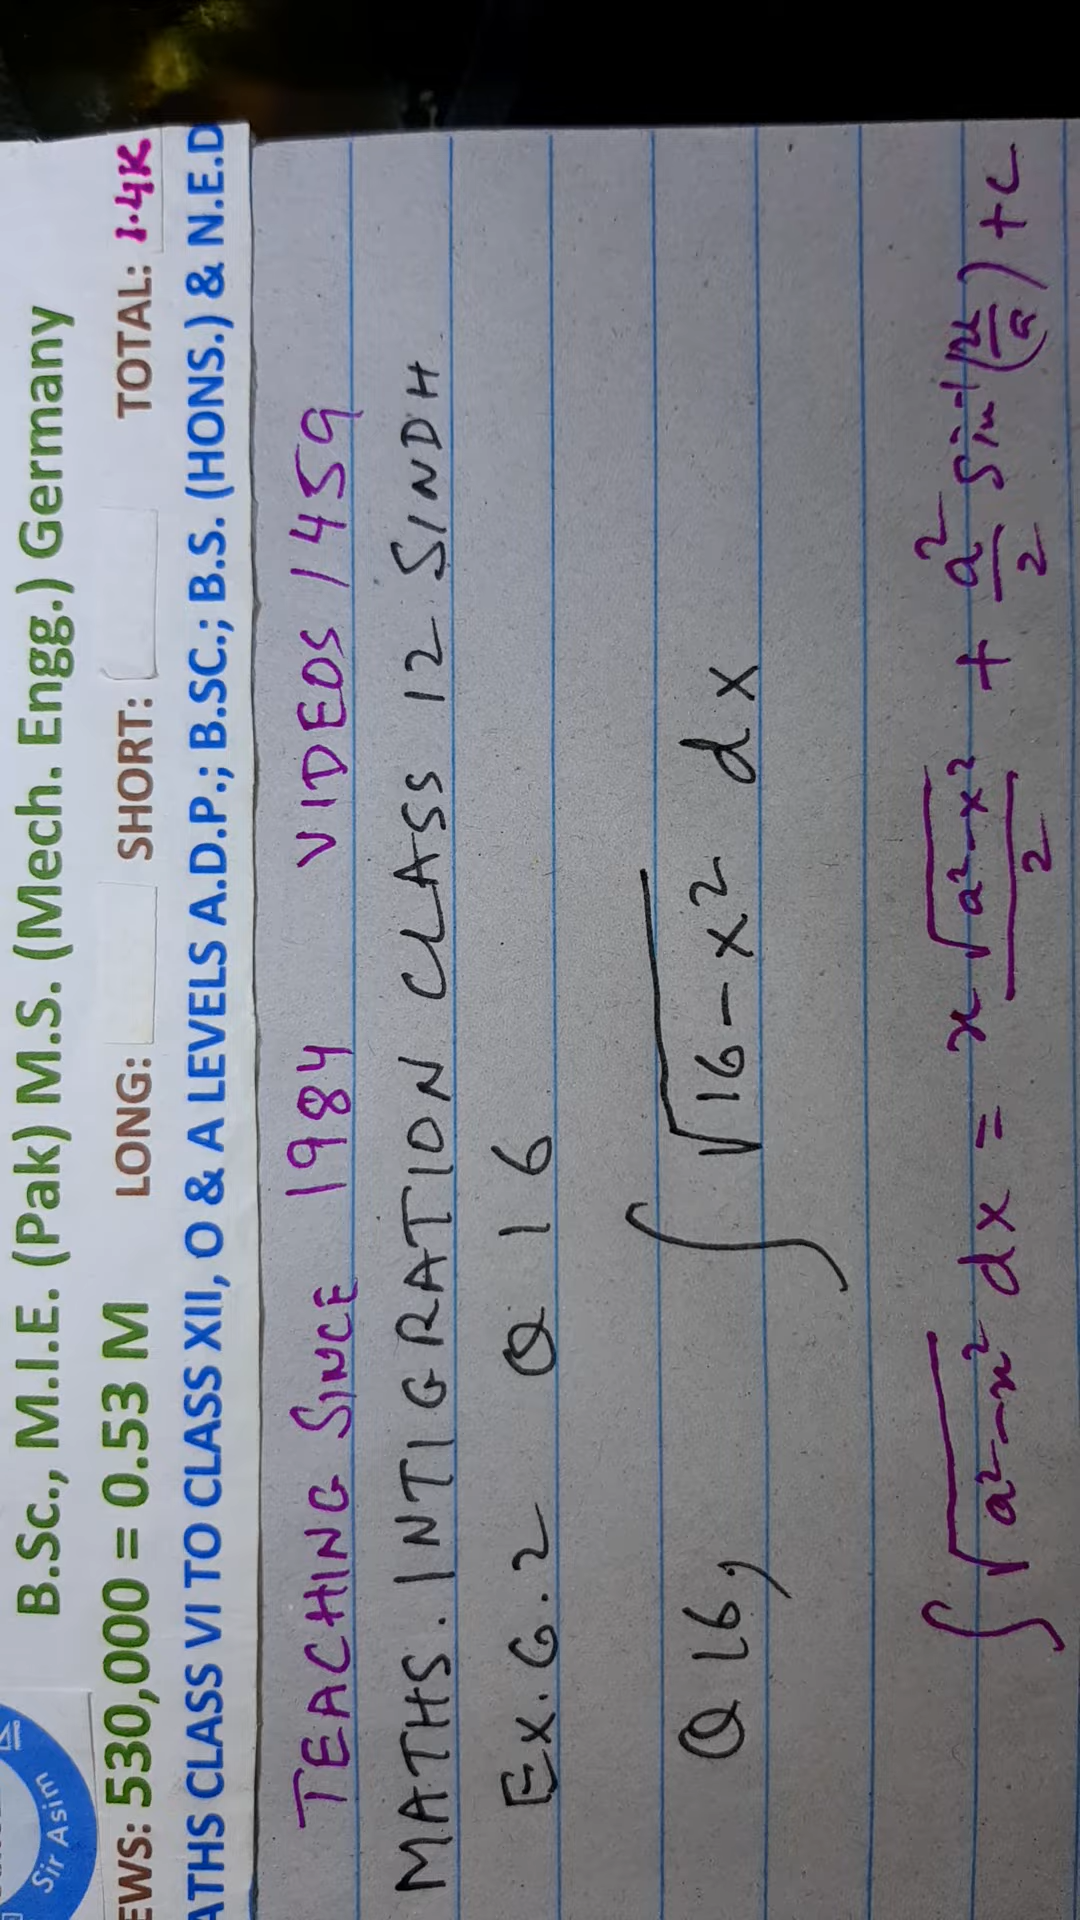 B.Sc., M.I.E. (Pak) M.S. (Mech. Engg.) Germany
EWS: 530,000 = 0.53 M LONG: SHORT: TOTAL: 1.4K
ATHS CLASS VI TO CLASS XII, O & A LEVELS A.D.P.; B.SC.; B.S. (HONS.) & N.E.D
Sir Asim
TEACHING SINCE 1984 VIDEOS 1459
MATHS. INTIGRATION CLASS 12 SINDH
EX. 6.2 Q 16
Q 16, ∫ √(16-x²) dx
∫ √(a²-x²) dx = x √(a²-x²)/2 + a²/2 Sin⁻¹(x/a) + c